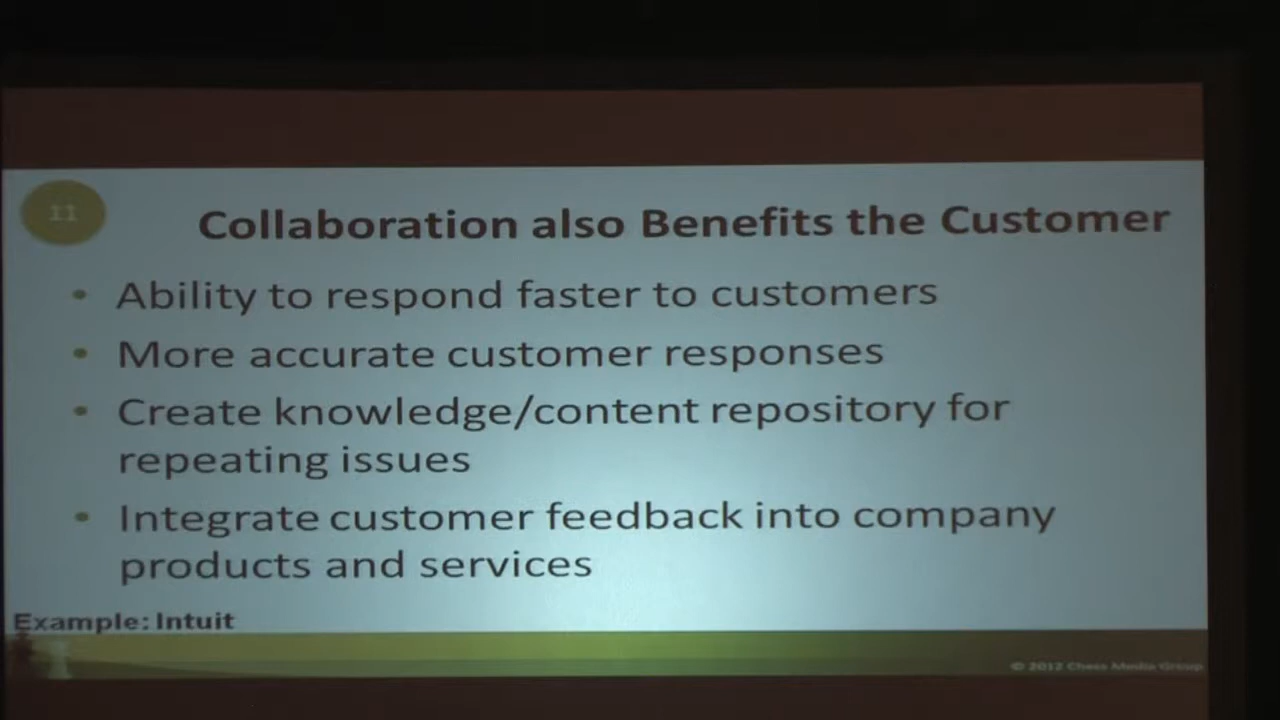 11
Collaboration also Benefits the Customer
• Ability to respond faster to customers
• More accurate customer responses
• Create knowledge/content repository for
repeating issues
• Integrate customer feedback into company
products and services
Example: Intuit
© 2012 Chess Media Group